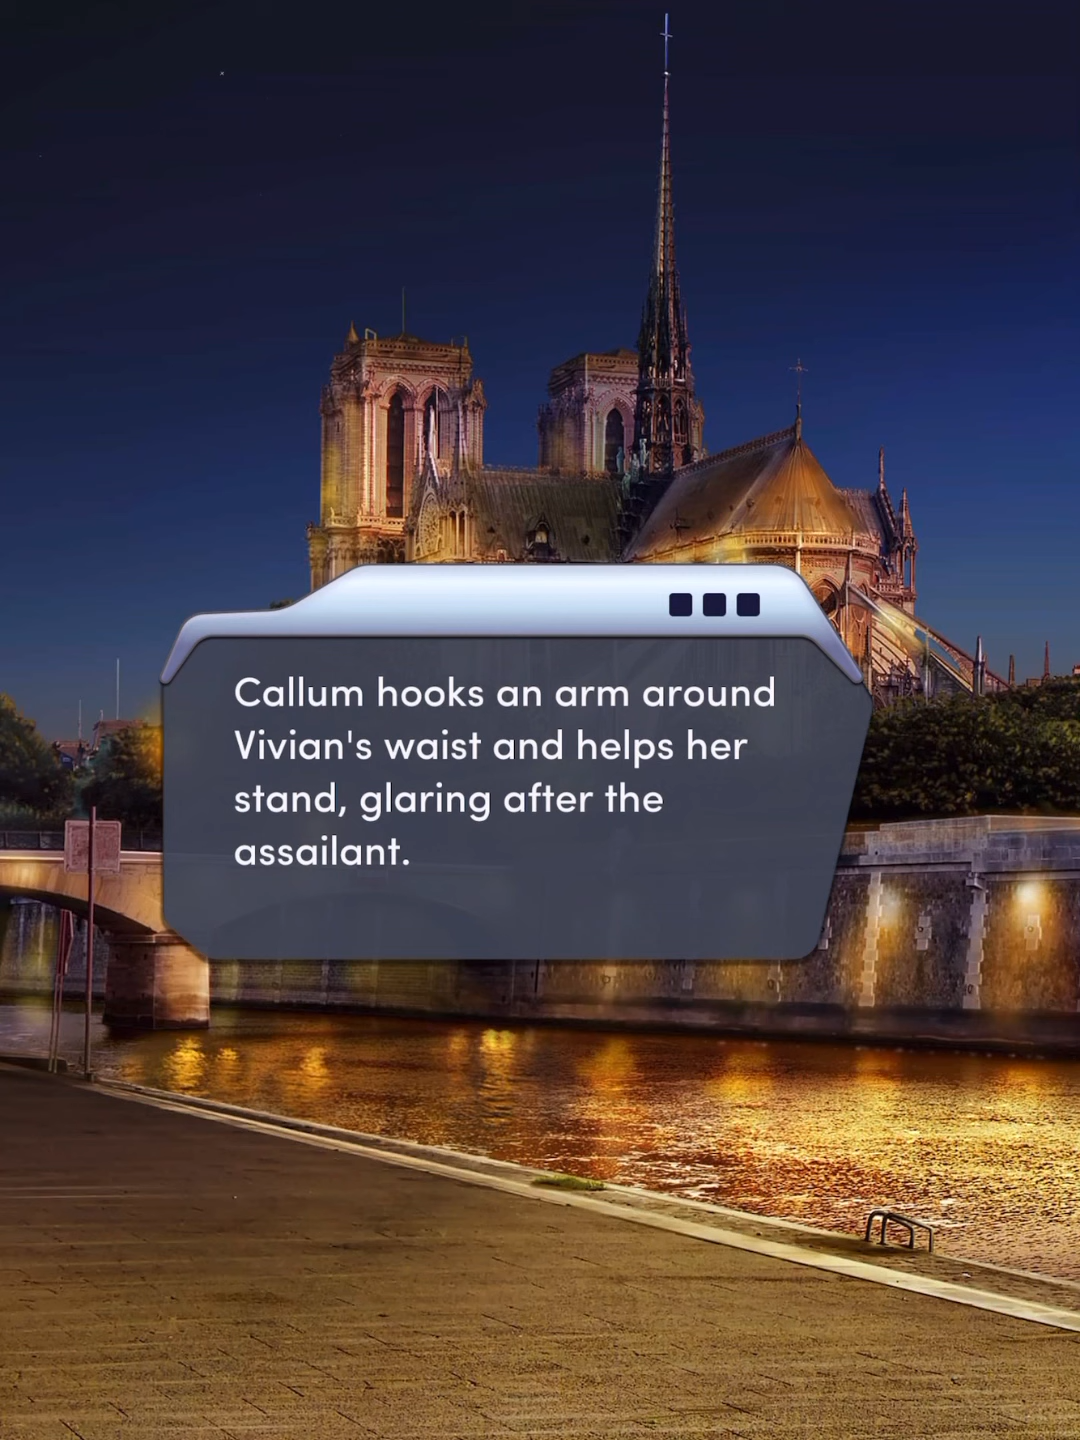 Callum hooks an arm around
Vivian's waist and helps her
stand, glaring after the
assailant.